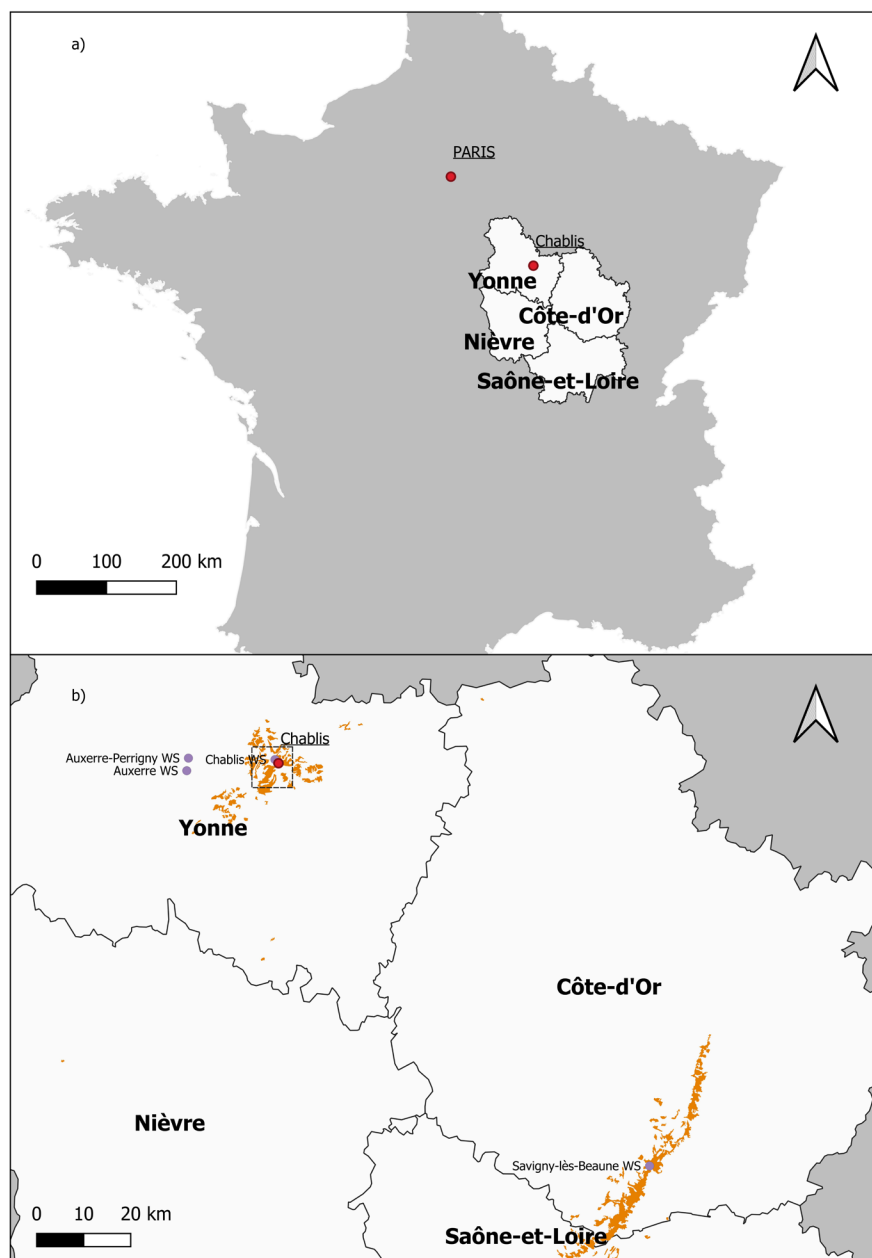 a)
PARIS
Chablis
Yonne
Côte-d'Or
Nièvre
Saône-et-Loire
0 100 200 km
b)
Chablis
Auxerre-Perrigny WS
Chablis WS
Auxerre WS
Yonne
Côte-d'Or
Nièvre
Savigny-lès-Beaune WS
0 10 20 km
Saône-et-Loire